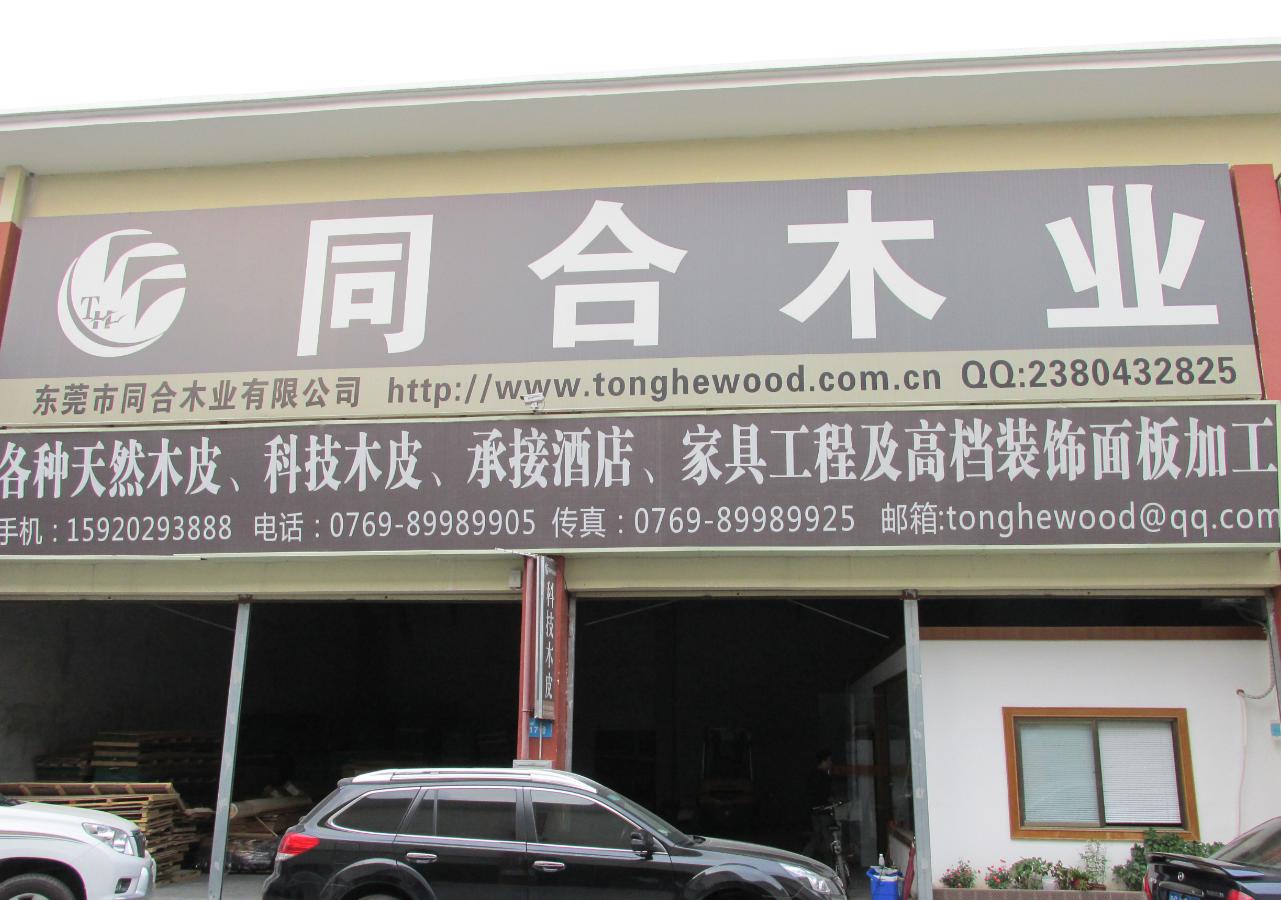 TH
同合木业
东莞市同合木业有限公司 http://www.tonghewood.com.cn QQ:2380432825
各种天然木皮、科技木皮、承接酒店、家具工程及高档装饰面板加工
手机:15920293888 电话:0769-89989905 传真:0769-89989925 邮箱:tonghewood@qq.com
科技木皮